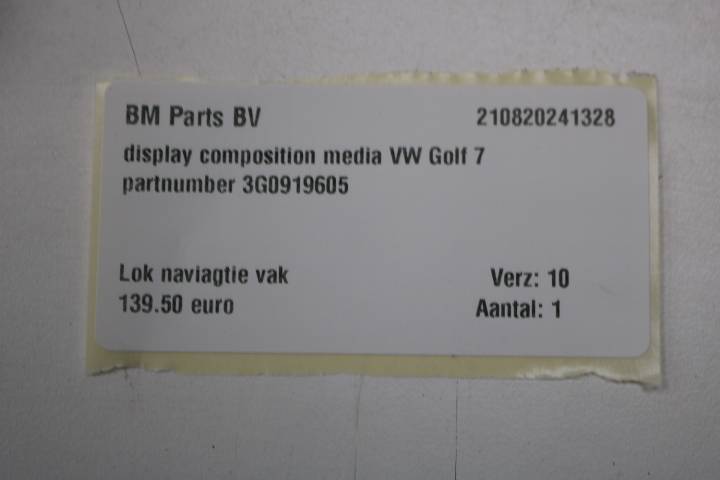 BM Parts BV 210820241328
display composition media VW Golf 7
partnumber 3G0919605
Lok naviagtie vak Verz: 10
139.50 euro Aantal: 1